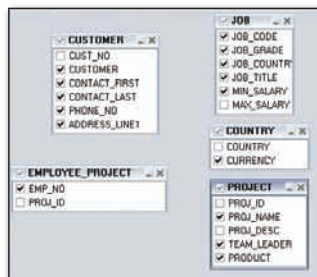 CUSTOMER
CUST_NO
CUSTOMER
CONTACT_FIRST
CONTACT_LAST
PHONE_NO
ADDRESS_LINE1
JOB
JOB_CODE
JOB_GRADE
JOB_COUNTRY
JOB_TITLE
MIN_SALARY
MAX_SALARY
COUNTRY
COUNTRY
CURRENCY
EMPLOYEE_PROJECT
EMP_NO
PROJ_ID
PROJECT
PROJ_ID
PROJ_NAME
PROJ_DESC
TEAM_LEADER
PRODUCT